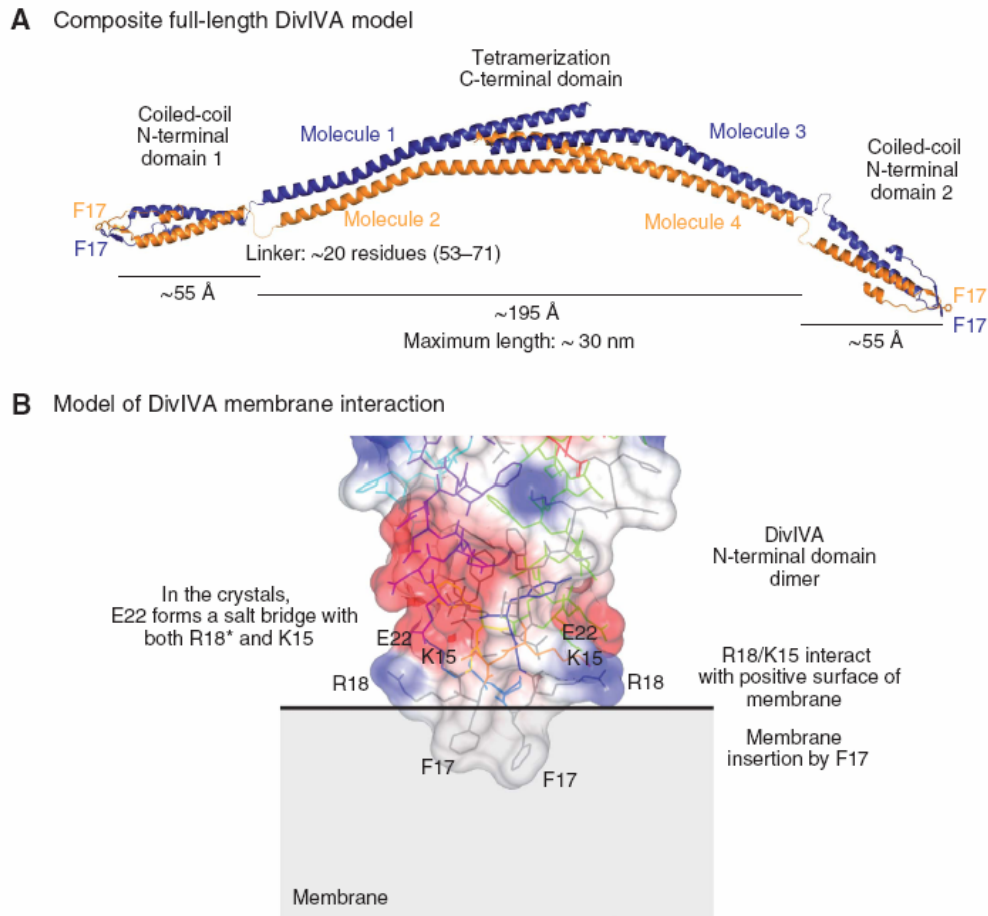 A Composite full-length DivIVA model
Tetramerization
C-terminal domain
Coiled-coil
N-terminal
domain 1
Molecule 1
Molecule 3
Coiled-coil
N-terminal
domain 2
F17
F17
Molecule 2
Molecule 4
Linker: ~20 residues (53–71)
~55 Å
~195 Å
Maximum length: ~ 30 nm
~55 Å
F17
F17
B Model of DivIVA membrane interaction
DivIVA
N-terminal domain
dimer
In the crystals,
E22 forms a salt bridge with
both R18* and K15
E22
K15
R18
E22
K15
R18
R18/K15 interact
with positive surface of
membrane
Membrane
insertion by F17
F17
F17
Membrane